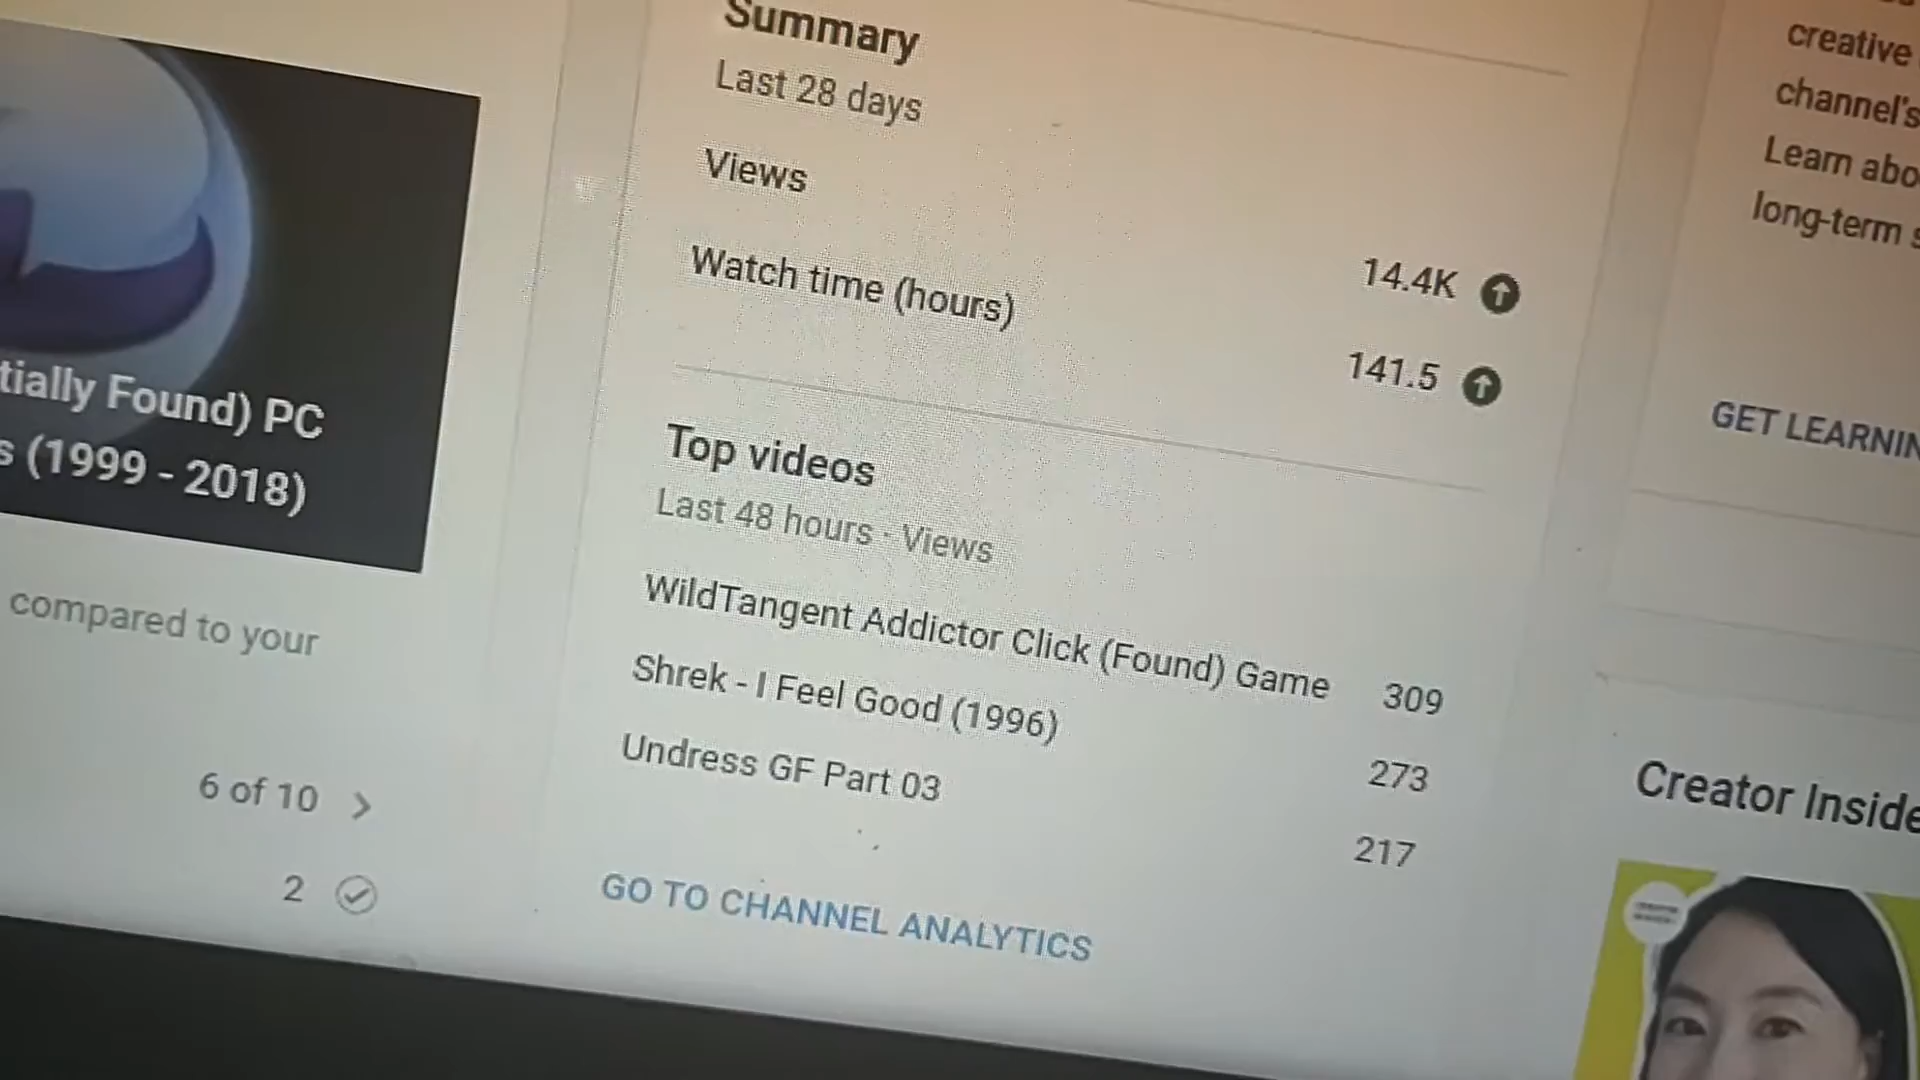 tially Found) PC
s (1999 - 2018)
compared to your
6 of 10
2
Summary
Last 28 days
Views
14.4K
Watch time (hours)
141.5
Top videos
Last 48 hours · Views
WildTangent Addictor Click (Found) Game 309
Shrek - I Feel Good (1996) 273
Undress GF Part 03 217
GO TO CHANNEL ANALYTICS
creative
channel's
Learn abo
long-term s
GET LEARNIN
Creator Inside